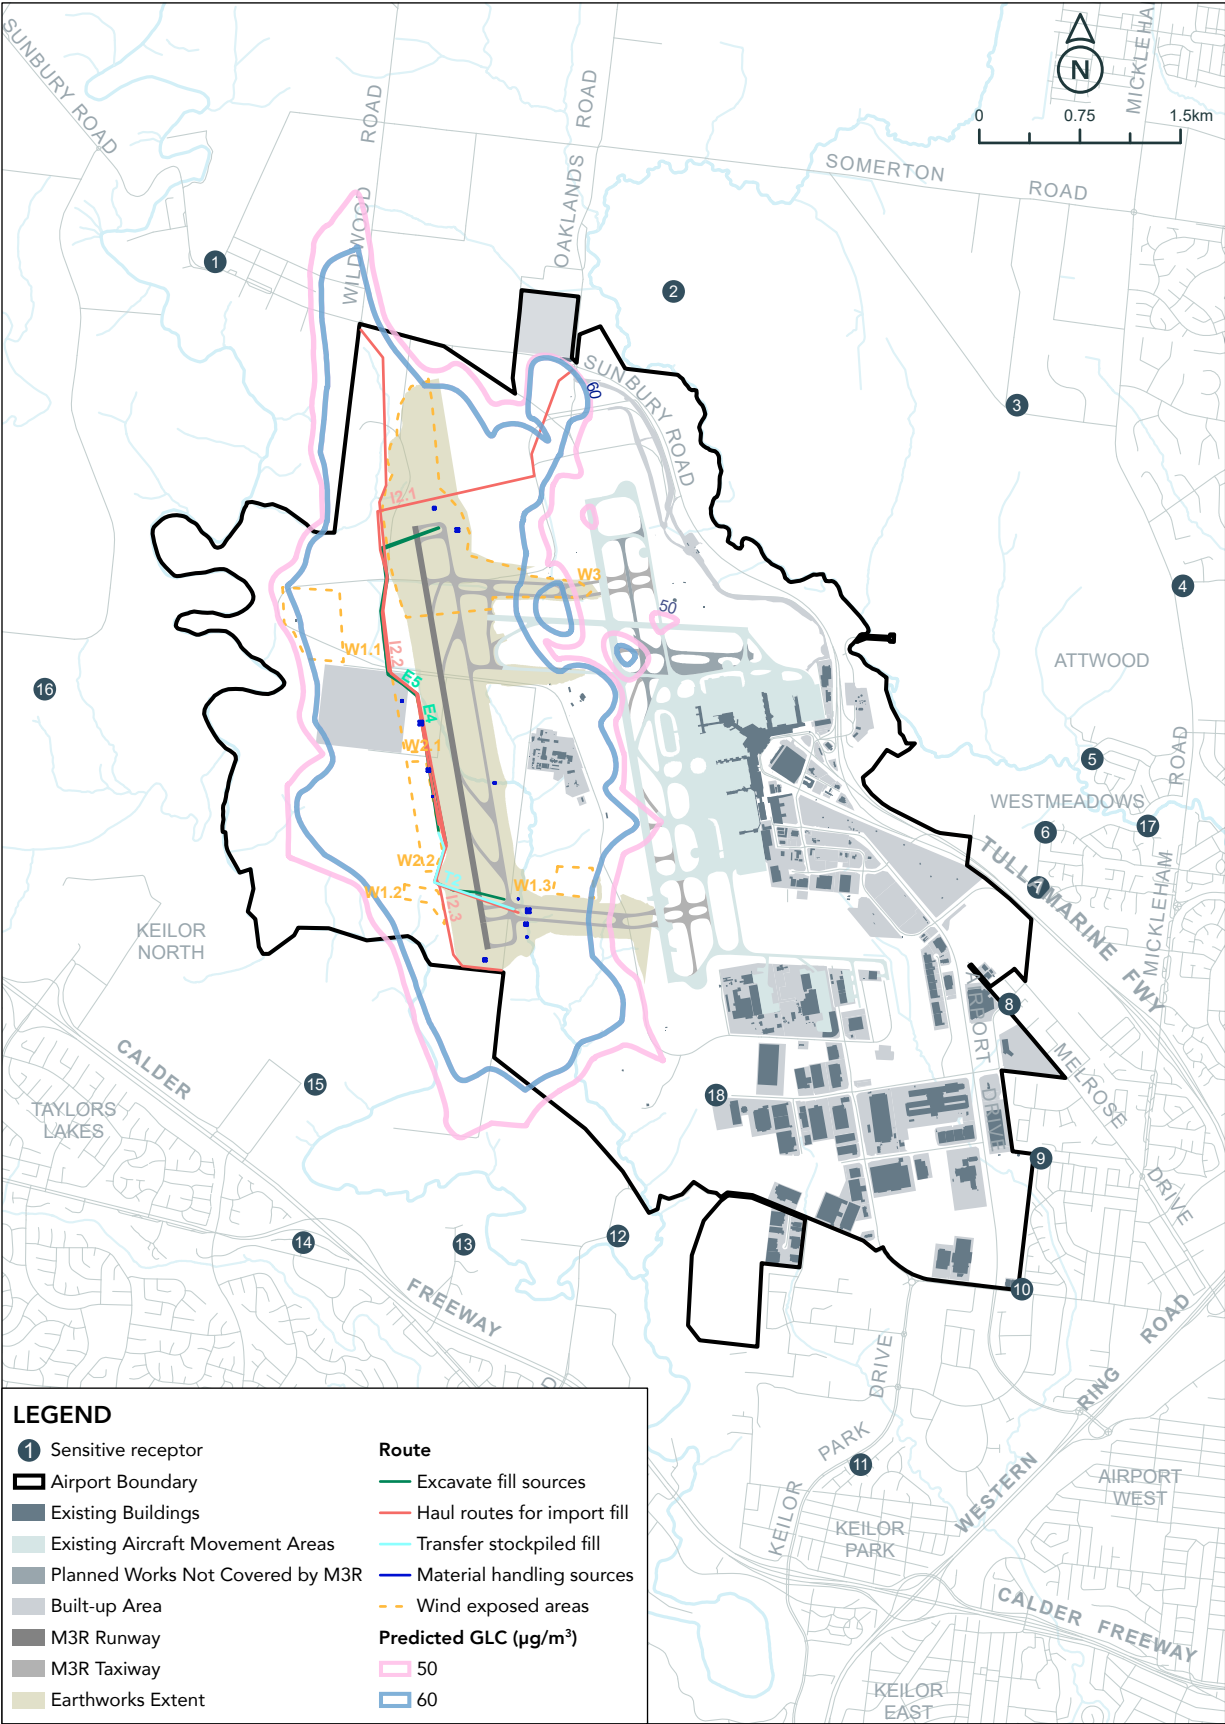 SUNBURY ROAD
WILDWOOD
ROAD
OAKLANDS
ROAD
MICKLEHA
N
0
0.75
1.5km
SOMERTON
ROAD
1
2
3
SUNBURY ROAD
60
I2.1
W3
50
4
W1.1
I2.2
E5
E4
ATTWOOD
16
W2.1
5
ROAD
WESTMEADOWS
6
17
W2.2
T2
W1.2
W1.3
I2.3
7
TULLAMARINE FWY
MICKLEHAM
KEILOR
NORTH
8
AIRPORT
DRIVE
MELROSE
DRIVE
CALDER
FREEWAY
15
18
TAYLORS
LAKES
9
14
13
12
10
D
DRIVE
PARK
KEILOR
11
KEILOR
PARK
WESTERN
RING
ROAD
AIRPORT
WEST
CALDER FREEWAY
KEILOR
EAST
LEGEND
1 Sensitive receptor
Airport Boundary
Existing Buildings
Existing Aircraft Movement Areas
Planned Works Not Covered by M3R
Built-up Area
M3R Runway
M3R Taxiway
Earthworks Extent
Route
Excavate fill sources
Haul routes for import fill
Transfer stockpiled fill
Material handling sources
Wind exposed areas
Predicted GLC (µg/m³)
50
60